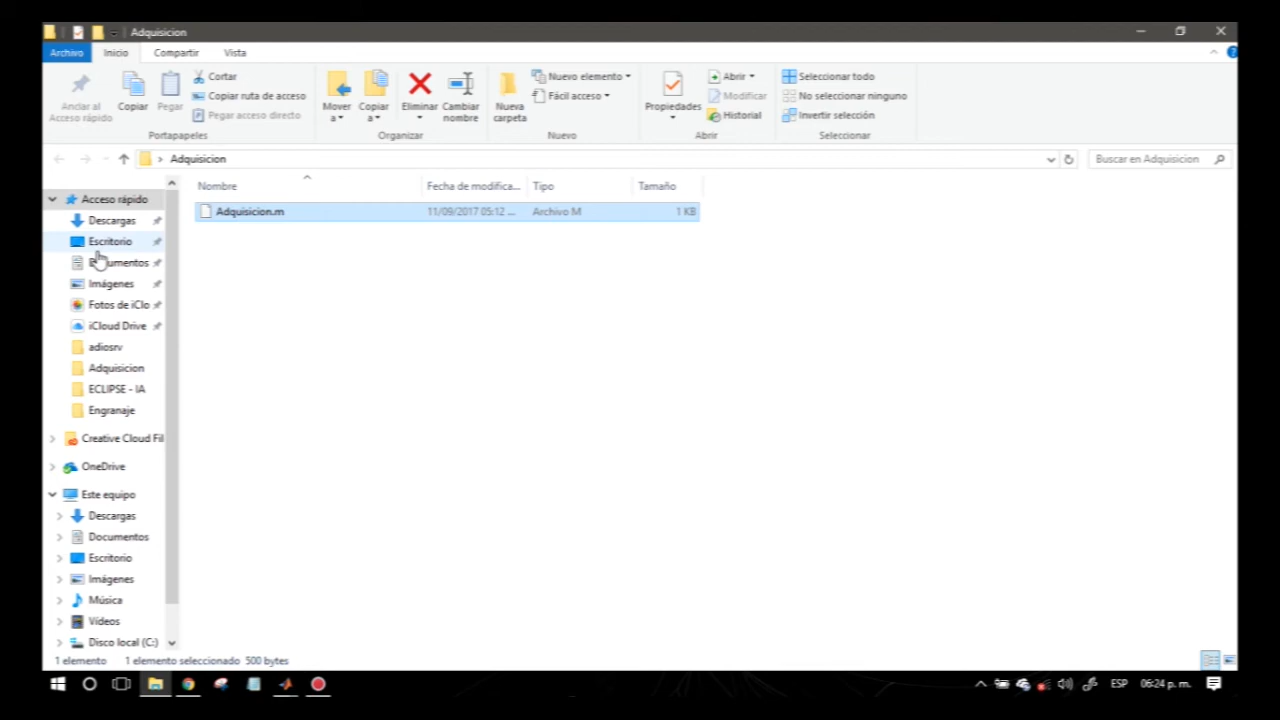 Adquisicion
Archivo Inicio Compartir Vista
Anclar al Acceso rápido
Copiar
Pegar
Cortar
Copiar ruta de acceso
Pegar acceso directo
Mover a
Copiar a
Eliminar
Cambiar nombre
Nueva carpeta
Nuevo elemento
Fácil acceso
Propiedades
Abrir
Modificar
Historial
Seleccionar todo
No seleccionar ninguno
Invertir selección
Portapapeles Organizar Nuevo Abrir Seleccionar
Adquisicion
Buscar en Adquisicion
Nombre Fecha de modifica... Tipo Tamaño
Adquisicion.m 11/09/2017 05:12 ... Archivo M 1 KB
Acceso rápido
Descargas
Escritorio
Imágenes
Fotos de iClo
iCloud Drive
adiosrv
Adquisicion
ECLIPSE - IA
Engranaje
Creative Cloud Fil
OneDrive
Este equipo
Descargas
Documentos
Escritorio
Imágenes
Música
Vídeos
Disco local (C:)
1 elemento 1 elemento seleccionado 500 bytes
ESP 06:24 p. m.